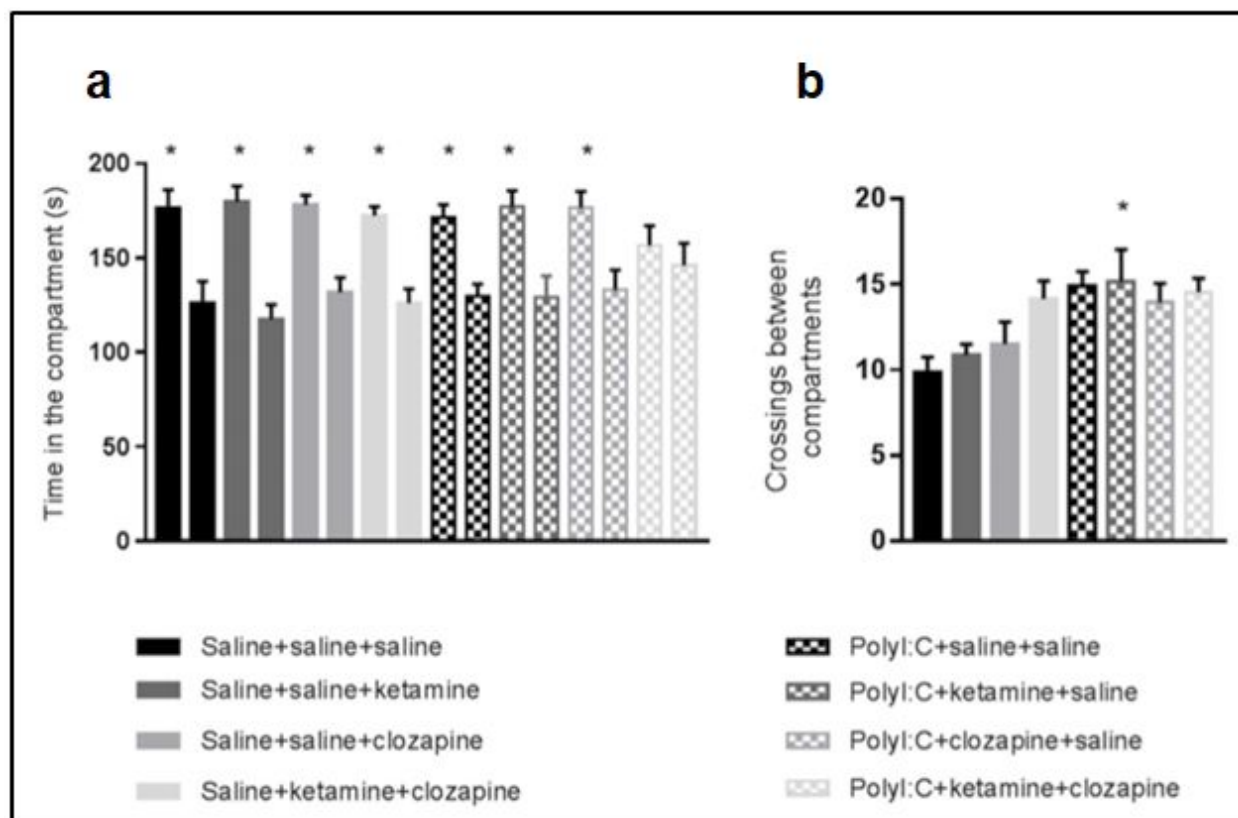 a
b
* * * * * * *
Time in the compartment (s)
200
150
100
50
0
*
Crossings between
compartments
20
15
10
5
0
Saline+saline+saline
Saline+saline+ketamine
Saline+saline+clozapine
Saline+ketamine+clozapine
PolyI:C+saline+saline
PolyI:C+ketamine+saline
PolyI:C+clozapine+saline
PolyI:C+ketamine+clozapine